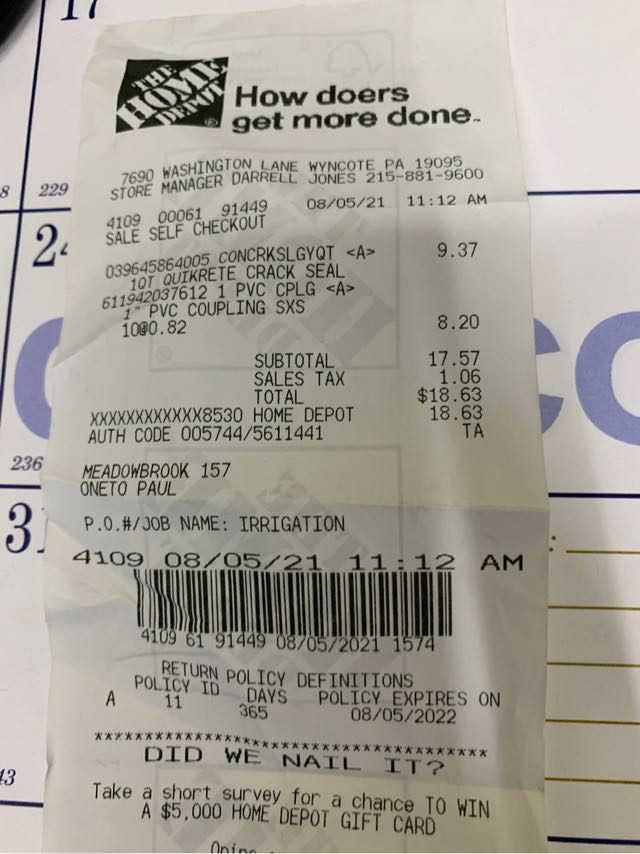 17
THE
HOME
DEPOT
How doers
get more done™
7690 WASHINGTON LANE WYNCOTE PA 19095
STORE MANAGER DARRELL JONES 215-881-9600
4109 00061 91449 08/05/21 11:12 AM
SALE SELF CHECKOUT
039645864005 CONCRKSLGYQT <A> 9.37
1QT QUIKRETE CRACK SEAL
611942037612 1 PVC CPLG <A>
1" PVC COUPLING SXS
10@0.82 8.20
SUBTOTAL 17.57
SALES TAX 1.06
TOTAL $18.63
XXXXXXXXXXXX8530 HOME DEPOT 18.63
AUTH CODE 005744/5611441 TA
MEADOWBROOK 157
ONETO PAUL
P.O.#/JOB NAME: IRRIGATION
4109 08/05/21 11:12 AM
4109 61 91449 08/05/2021 1574
RETURN POLICY DEFINITIONS
POLICY ID DAYS POLICY EXPIRES ON
A 11 365 08/05/2022
****************************************
DID WE NAIL IT?
Take a short survey for a chance TO WIN
A $5,000 HOME DEPOT GIFT CARD
229
24
236
31